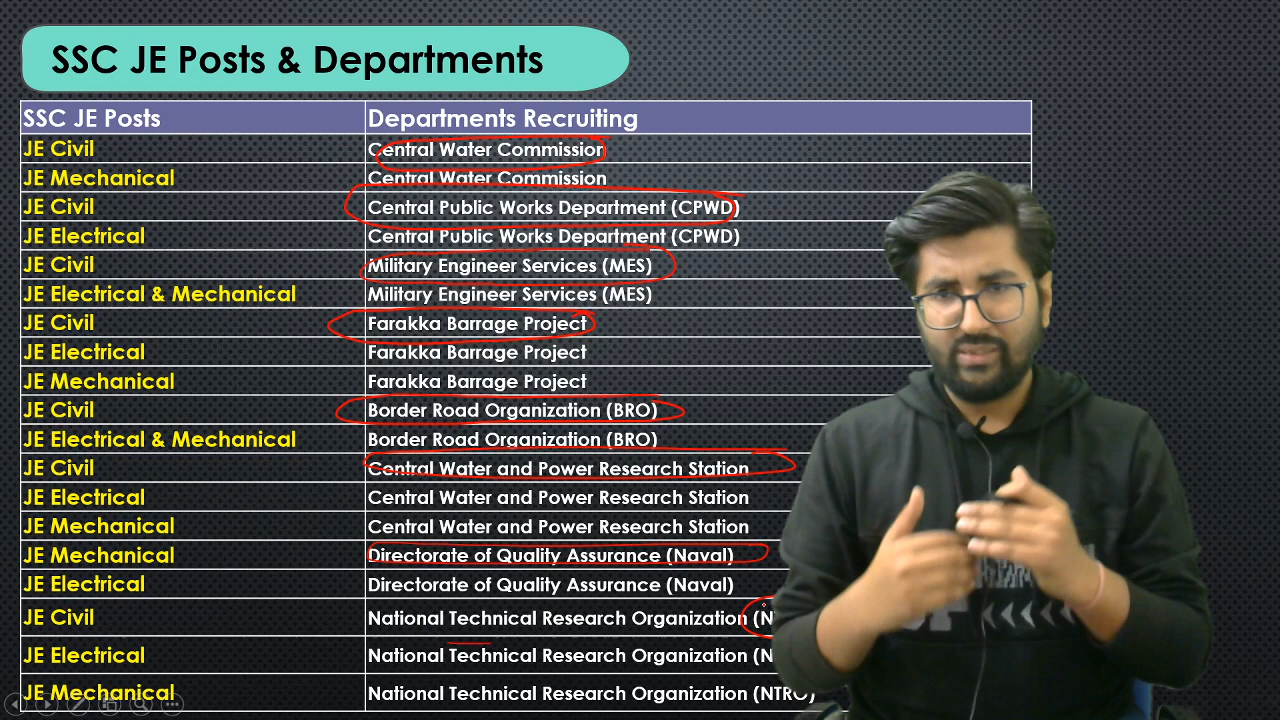 SSC JE Posts & Departments
SSC JE Posts Departments Recruiting
JE Civil Central Water Commission
JE Mechanical Central Water Commission
JE Civil Central Public Works Department (CPWD)
JE Electrical Central Public Works Department (CPWD)
JE Civil Military Engineer Services (MES)
JE Electrical & Mechanical Military Engineer Services (MES)
JE Civil Farakka Barrage Project
JE Electrical Farakka Barrage Project
JE Mechanical Farakka Barrage Project
JE Civil Border Road Organization (BRO)
JE Electrical & Mechanical Border Road Organization (BRO)
JE Civil Central Water and Power Research Station
JE Electrical Central Water and Power Research Station
JE Mechanical Central Water and Power Research Station
JE Mechanical Directorate of Quality Assurance (Naval)
JE Electrical Directorate of Quality Assurance (Naval)
JE Civil National Technical Research Organization
JE Electrical National Technical Research Organization
JE Mechanical National Technical Research Organization (NTRO)